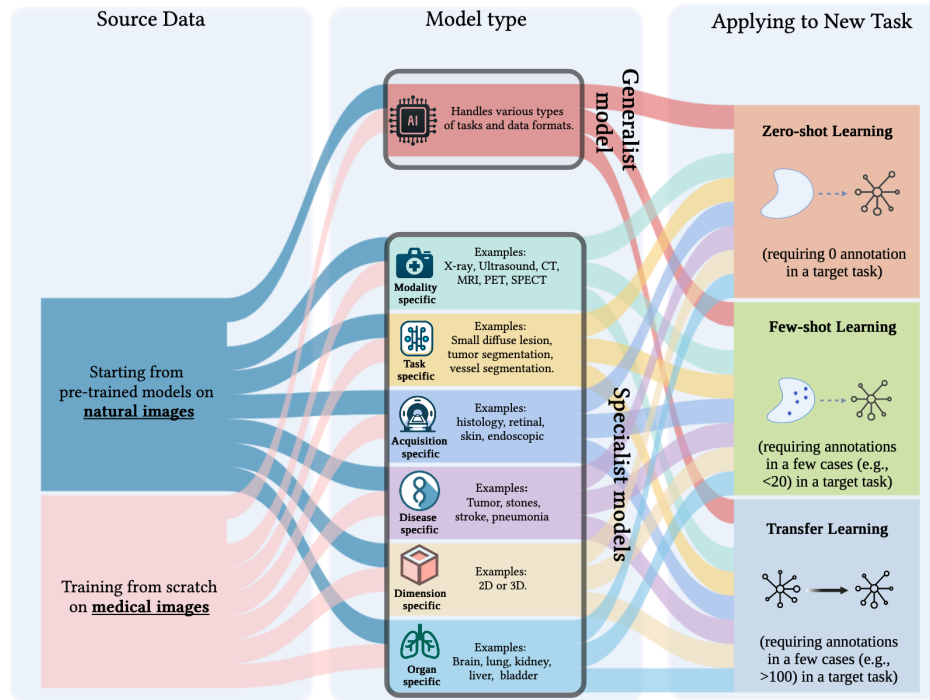 Source Data
Model type
Applying to New Task
Starting from
pre-trained models on
natural images
Training from scratch
on medical images
AI
Handles various types
of tasks and data formats.
Generalist
model
Modality
specific
Examples:
X-ray, Ultrasound, CT,
MRI, PET, SPECT
Task
specific
Examples:
Small diffuse lesion,
tumor segmentation,
vessel segmentation.
Acquisition
specific
Examples:
histology, retinal,
skin, endoscopic
Disease
specific
Examples:
Tumor, stones,
stroke, pneumonia
Dimension
specific
Examples:
2D or 3D.
Organ
specific
Examples:
Brain, lung, kidney,
liver, bladder
Specialist models
Zero-shot Learning
(requiring 0 annotation
in a target task)
Few-shot Learning
(requiring annotations
in a few cases (e.g.,
<20) in a target task)
Transfer Learning
(requiring annotations
in a few cases (e.g.,
>100) in a target task)